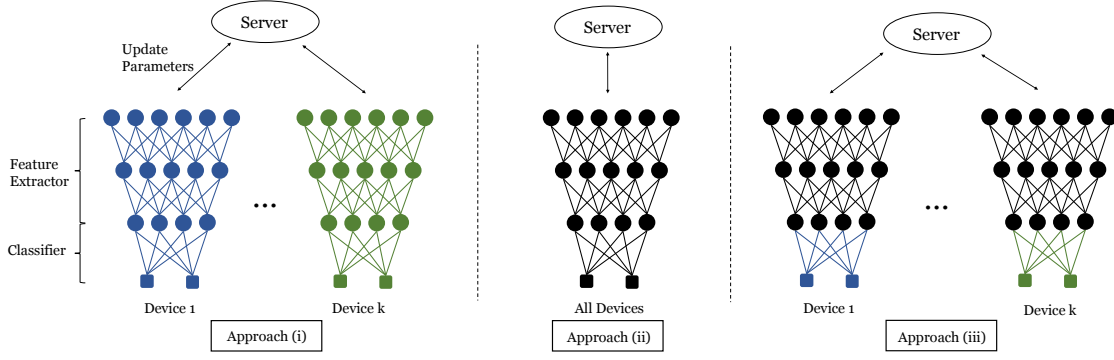 Server
Server
Server
Update
Parameters
Feature
Extractor
...
...
Classifier
Device 1
Device k
All Devices
Device 1
Device k
Approach (i)
Approach (ii)
Approach (iii)